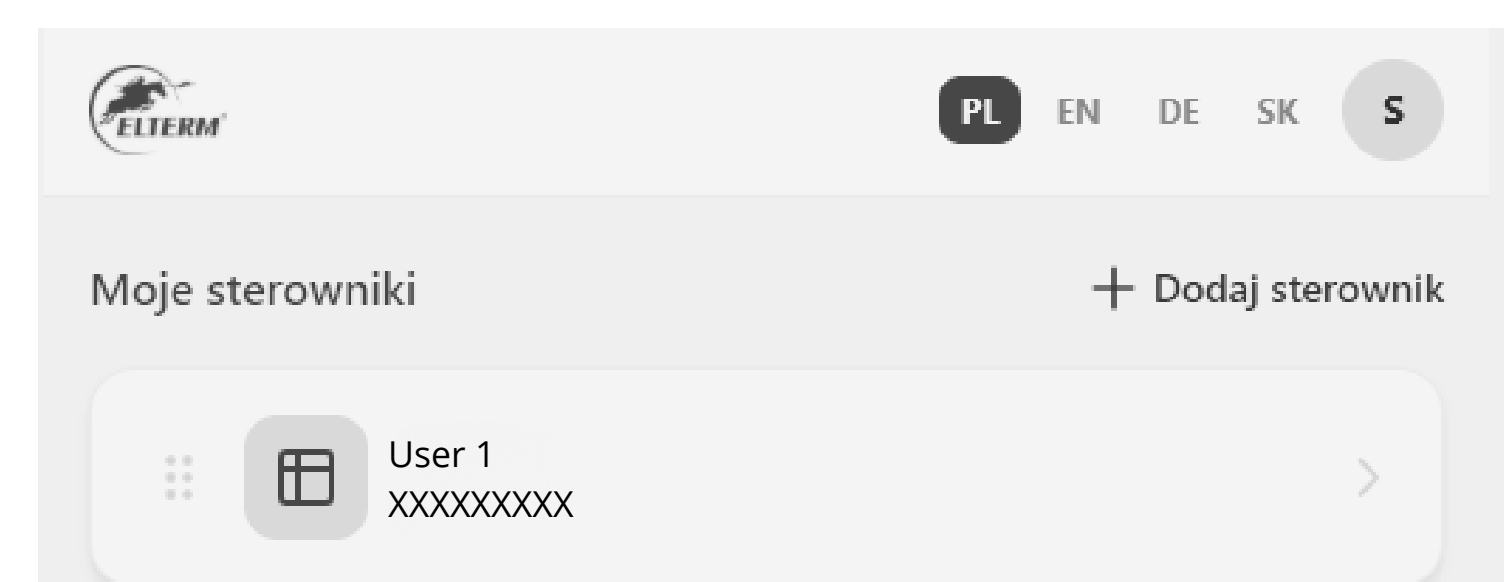 ELTERM
PL EN DE SK S
Moje sterowniki
Dodaj sterownik
User 1
XXXXXXXXX